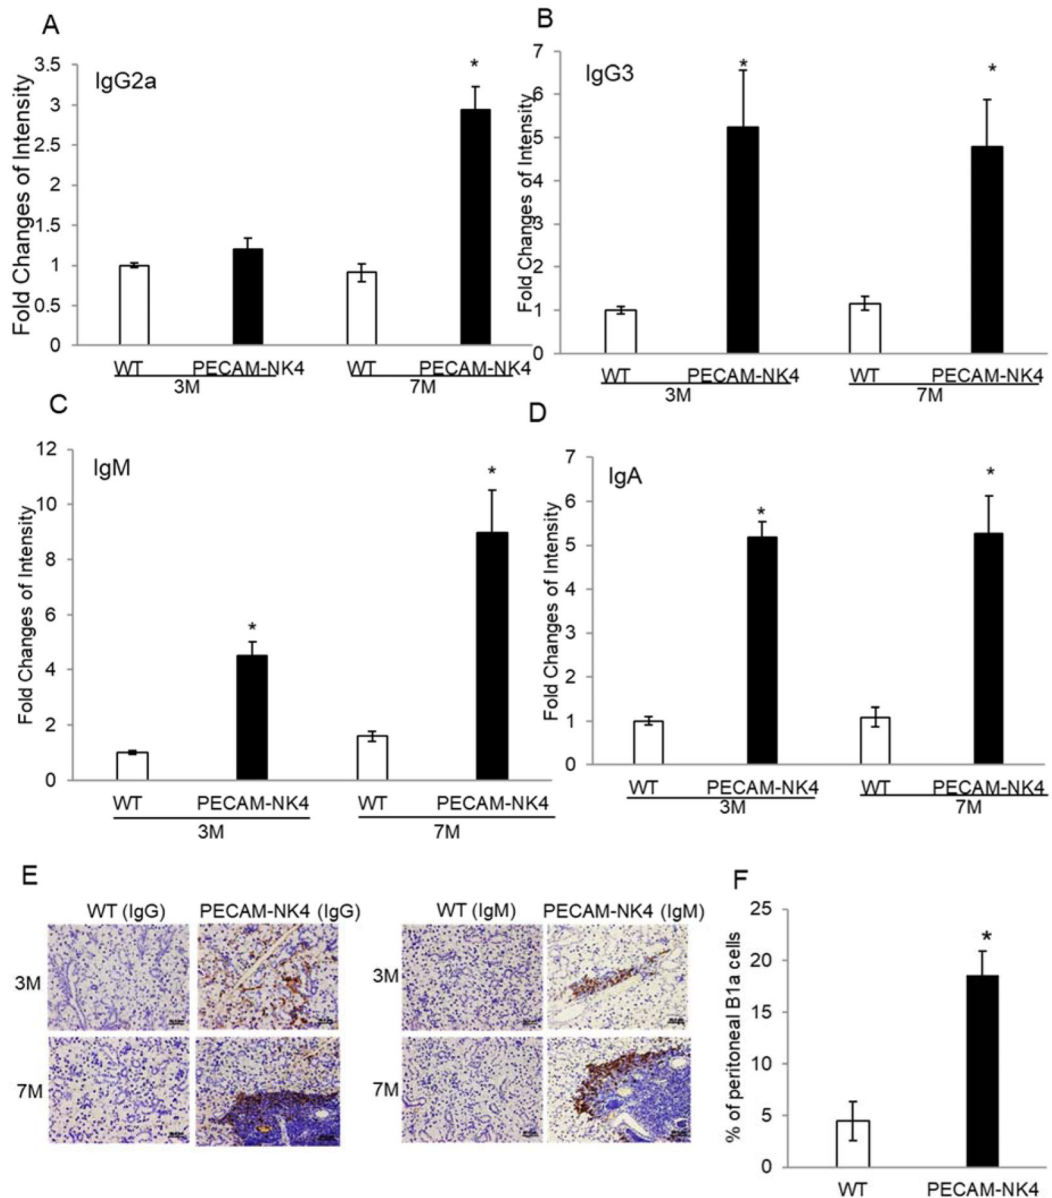 A
IgG2a
Fold Changes of Intensity
3.5
3
2.5
2
1.5
1
0.5
0
*
WT PECAM-NK4 WT PECAM-NK4
3M 7M
B
IgG3
Fold Changes of Intensity
7
6
5
4
3
2
1
0
* *
WT PECAM-NK4 WT PECAM-NK4
3M 7M
C
IgM
Fold Changes of Intensity
12
10
8
6
4
2
0
* *
WT PECAM-NK4 WT PECAM-NK4
3M 7M
D
IgA
Fold Changes of Intensity
7
6
5
4
3
2
1
0
* *
WT PECAM-NK4 WT PECAM-NK4
3M 7M
E
WT (IgG) PECAM-NK4 (IgG) WT (IgM) PECAM-NK4 (IgM)
3M 3M
7M 7M
F
% of peritoneal B1a cells
25
20
15
10
5
0
*
WT PECAM-NK4